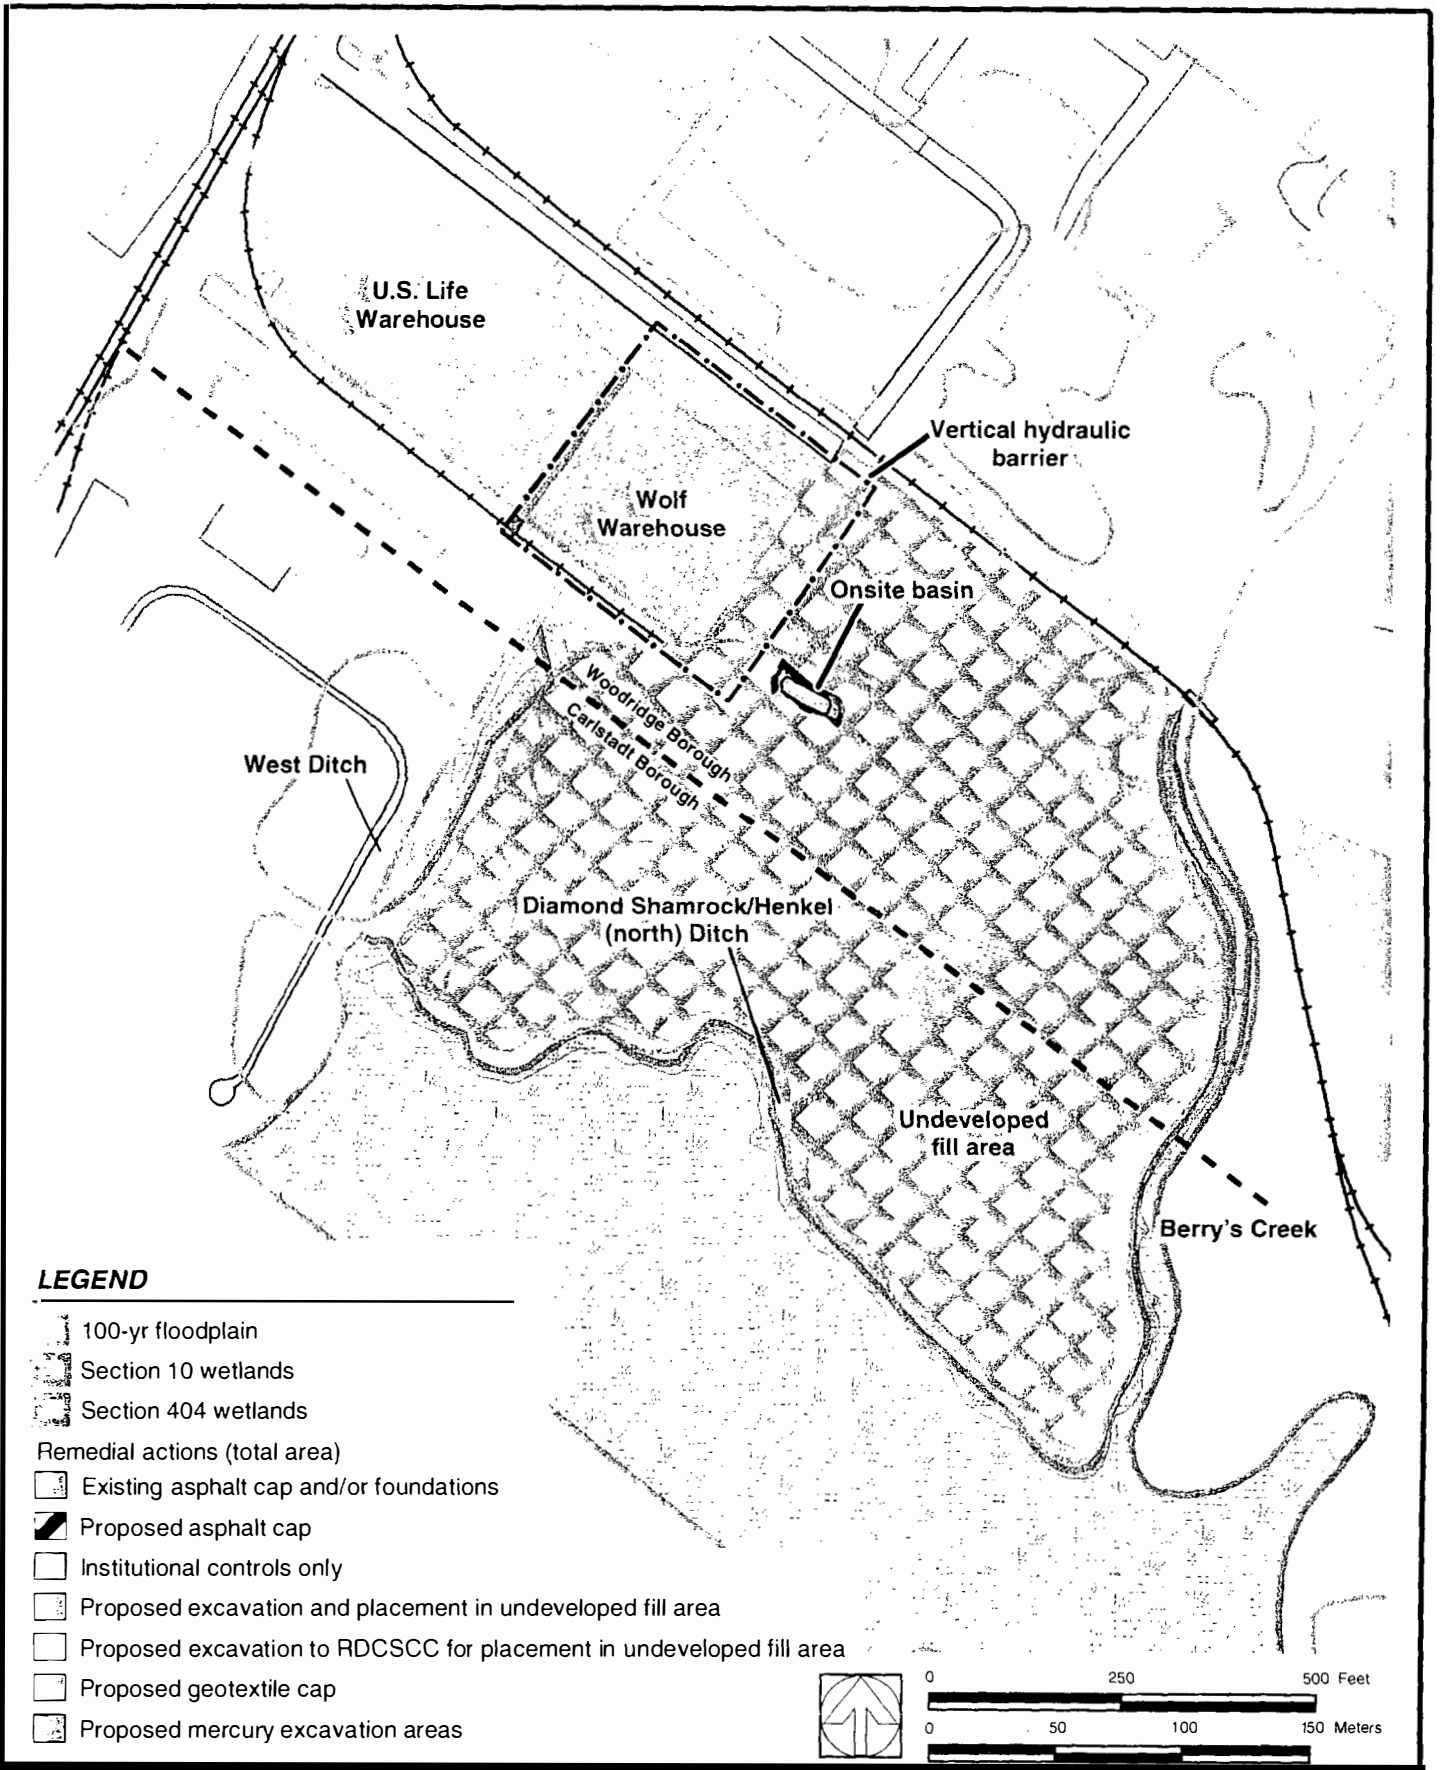 U.S. Life
Warehouse
Vertical hydraulic
barrier
Wolf
Warehouse
Onsite basin
Woodridge Borough
Carlstadt Borough
West Ditch
Diamond Shamrock/Henkel
(north) Ditch
Undeveloped
fill area
Berry's Creek
LEGEND
100-yr floodplain
Section 10 wetlands
Section 404 wetlands
Remedial actions (total area)
Existing asphalt cap and/or foundations
Proposed asphalt cap
Institutional controls only
Proposed excavation and placement in undeveloped fill area
Proposed excavation to RDCSCC for placement in undeveloped fill area
Proposed geotextile cap
Proposed mercury excavation areas
0 250 500 Feet
0 50 100 150 Meters